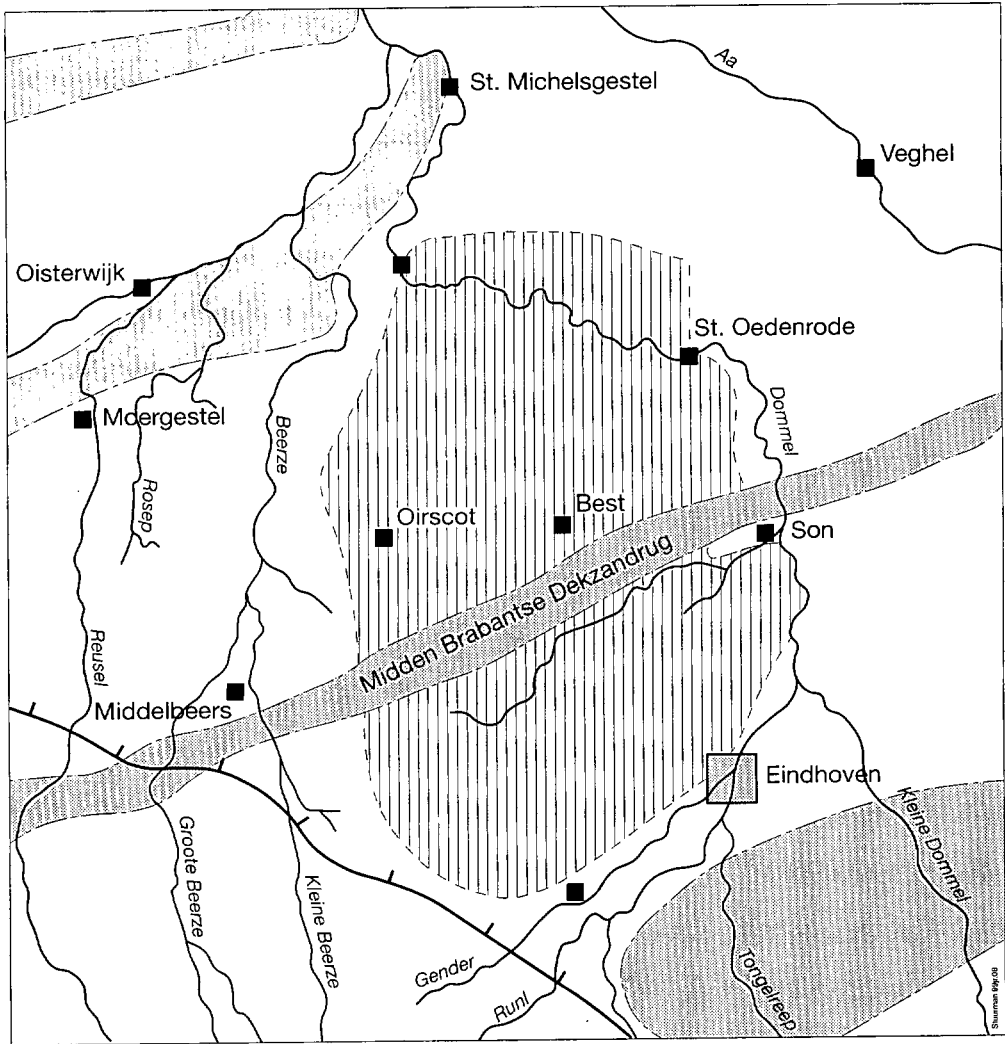 Aa
St. Michelsgestel
Veghel
Oisterwijk
St. Oedenrode
Moergestel
Beerze
Dommel
Rosep
Oirscot
Best
Son
Midden Brabantse Dekzandrug
Reusel
Middelbeers
Eindhoven
Kleine Dommel
Groote Beerze
Kleine Beerze
Gender
Runl
Tongelreep